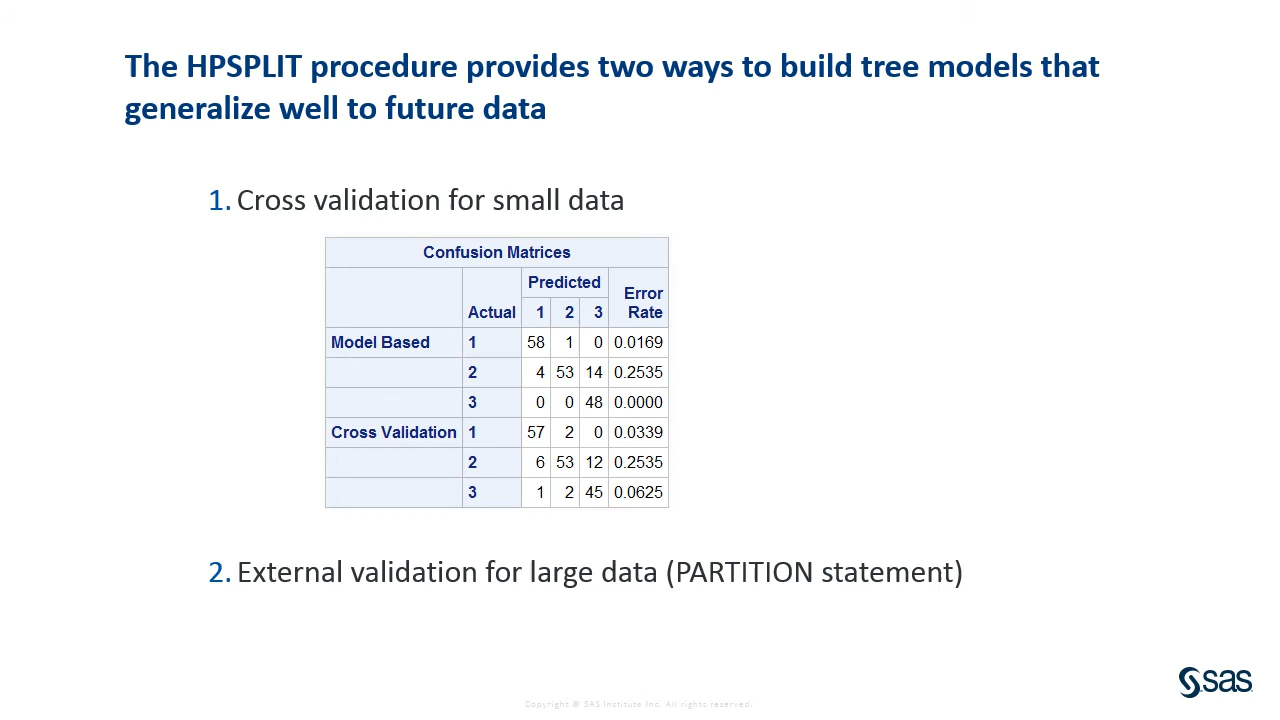 The HPSPLIT procedure provides two ways to build tree models that
generalize well to future data
1. Cross validation for small data
Confusion Matrices
Actual Predicted Error Rate
1 2 3
Model Based 1 58 1 0 0.0169
2 4 53 14 0.2535
3 0 0 48 0.0000
Cross Validation 1 57 2 0 0.0339
2 6 53 12 0.2535
3 1 2 45 0.0625
2. External validation for large data (PARTITION statement)
sas
Copyright © SAS Institute Inc. All rights reserved.